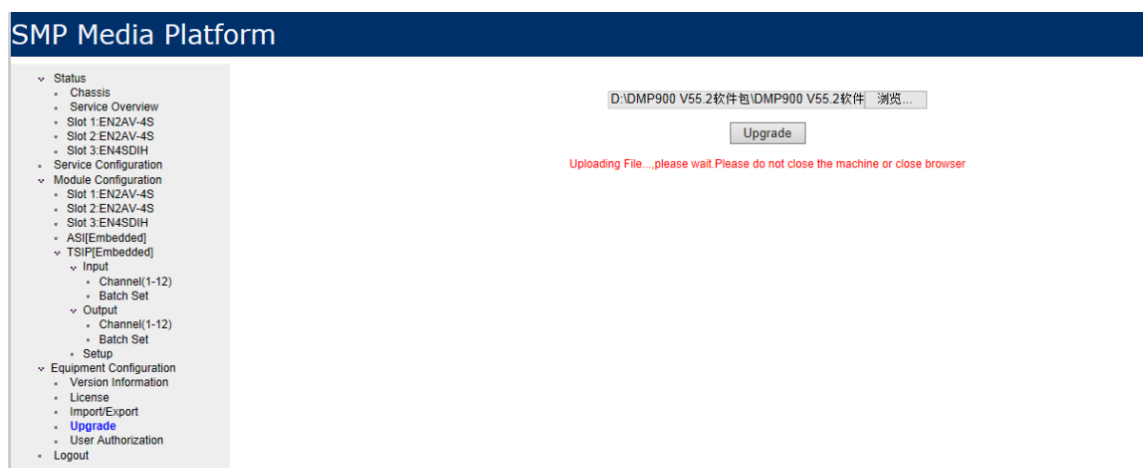 SMP Media Platform
Status
Chassis
Service Overview
Slot 1:EN2AV-4S
Slot 2:EN2AV-4S
Slot 3:EN4SDIH
Service Configuration
Module Configuration
Slot 1:EN2AV-4S
Slot 2:EN2AV-4S
Slot 3:EN4SDIH
ASI[Embedded]
TSIP[Embedded]
Input
Channel(1-12)
Batch Set
Output
Channel(1-12)
Batch Set
Setup
Equipment Configuration
Version Information
License
Import/Export
Upgrade
User Authorization
Logout
D:\DMP900 V55.2软件包\DMP900 V55.2软件 浏览...
Upgrade
Uploading File...,please wait.Please do not close the machine or close browser